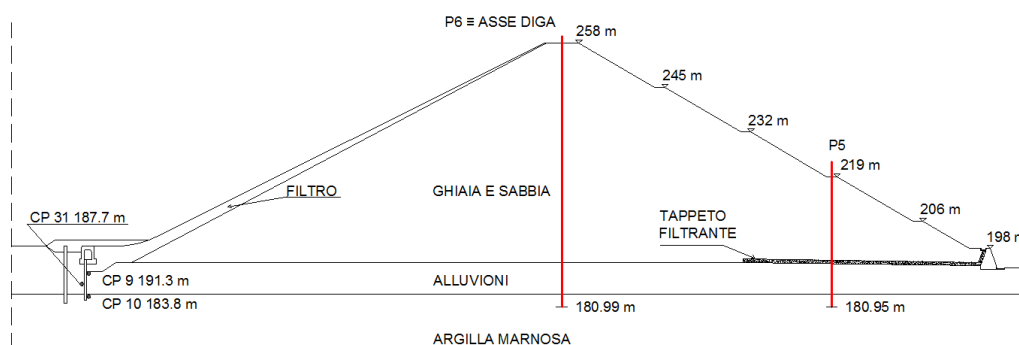 P6 ≡ ASSE DIGA
258 m
245 m
232 m
P5
219 m
FILTRO
GHIAIA E SABBIA
CP 31 187.7 m
TAPPETO
FILTRANTE
206 m
198 m
CP 9 191.3 m
ALLUVIONI
CP 10 183.8 m
180.99 m
180.95 m
ARGILLA MARNOSA